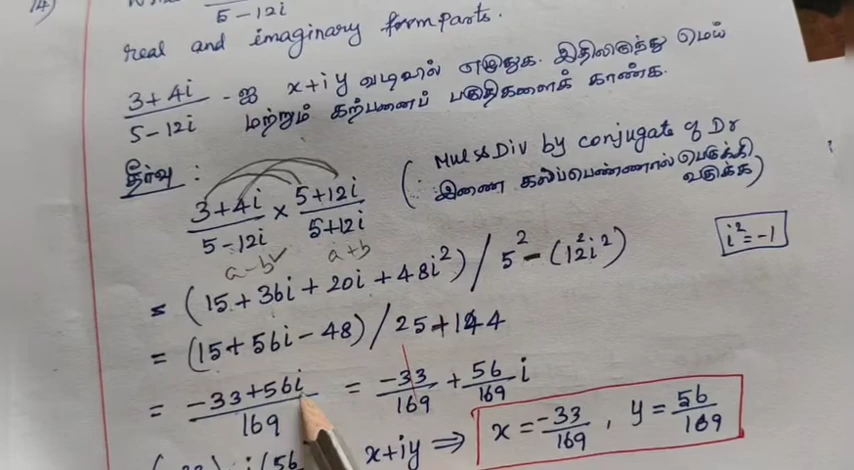 14)
5-12i
real and imaginary form parts.
3+4i/5-12i -ஐ x+iy வடிவில் எழுதுக. இதிலிருந்து மெய்
மற்றும் கற்பனைப் பகுதிகளைக் காண்க.
தீர்வு :
(Mul & Div by conjugate of Dr
இணை கலப்பெண்ணால் பெருக்கி வகுக்க)
3+4i/5-12i × 5+12i/5+12i
a-b✓ a+b
i²=-1
= (15+36i+20i+48i²)/5²-(12²i²)
= (15+56i-48)/25+144
= -33+56i/169 = -33/169 + 56/169 i
x+iy ⇒ x=-33/169, y=56/169